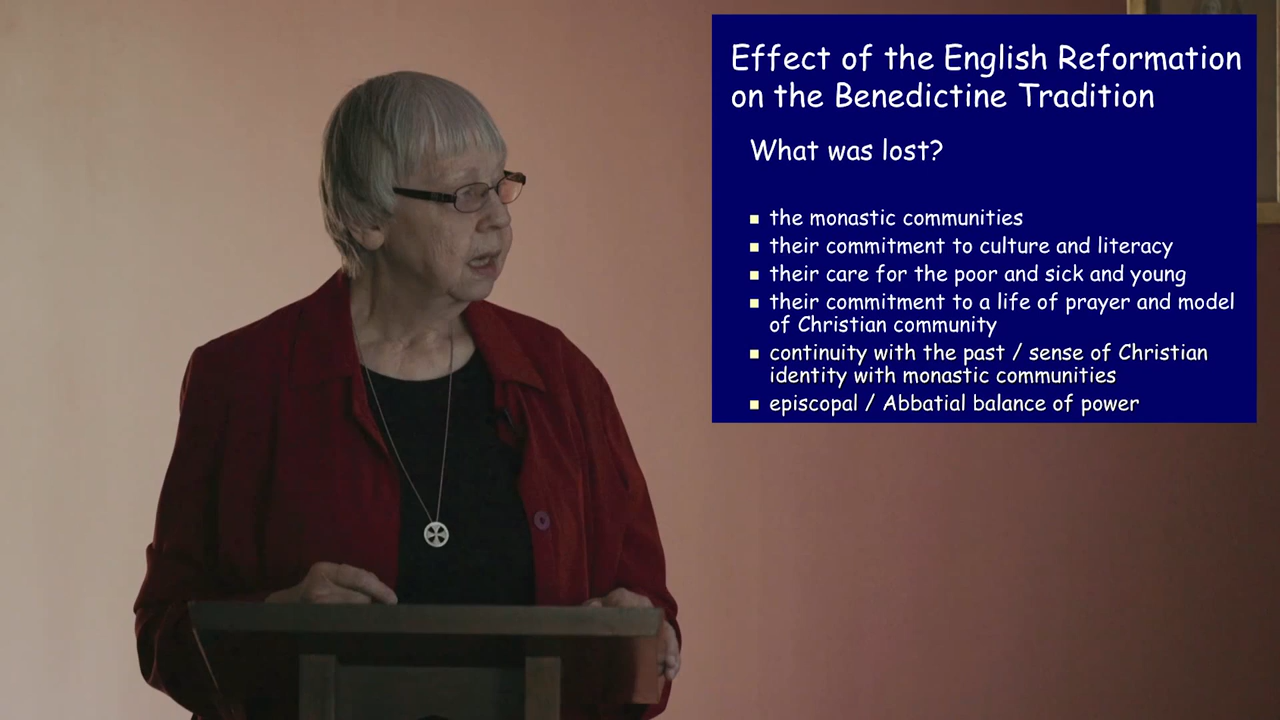 Effect of the English Reformation
on the Benedictine Tradition
What was lost?
▪ the monastic communities
▪ their commitment to culture and literacy
▪ their care for the poor and sick and young
▪ their commitment to a life of prayer and model
of Christian community
▪ continuity with the past / sense of Christian
identity with monastic communities
▪ episcopal / Abbatial balance of power